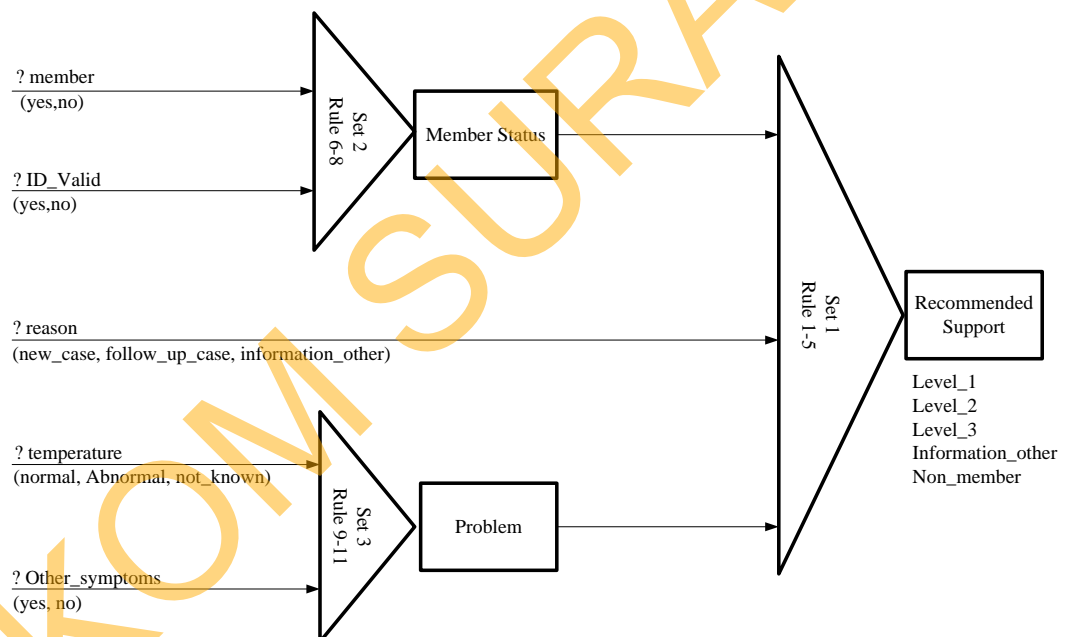 ? member
(yes,no)
Set 2
Rule 6-8
Member Status
? ID_Valid
(yes,no)
? reason
(new_case, follow_up_case, information_other)
Set 1
Rule 1-5
Recommended
Support
Level_1
Level_2
Level_3
Information_other
Non_member
? temperature
(normal, Abnormal, not_known)
Set 3
Rule 9-11
Problem
? Other_symptoms
(yes, no)
KOM SURA